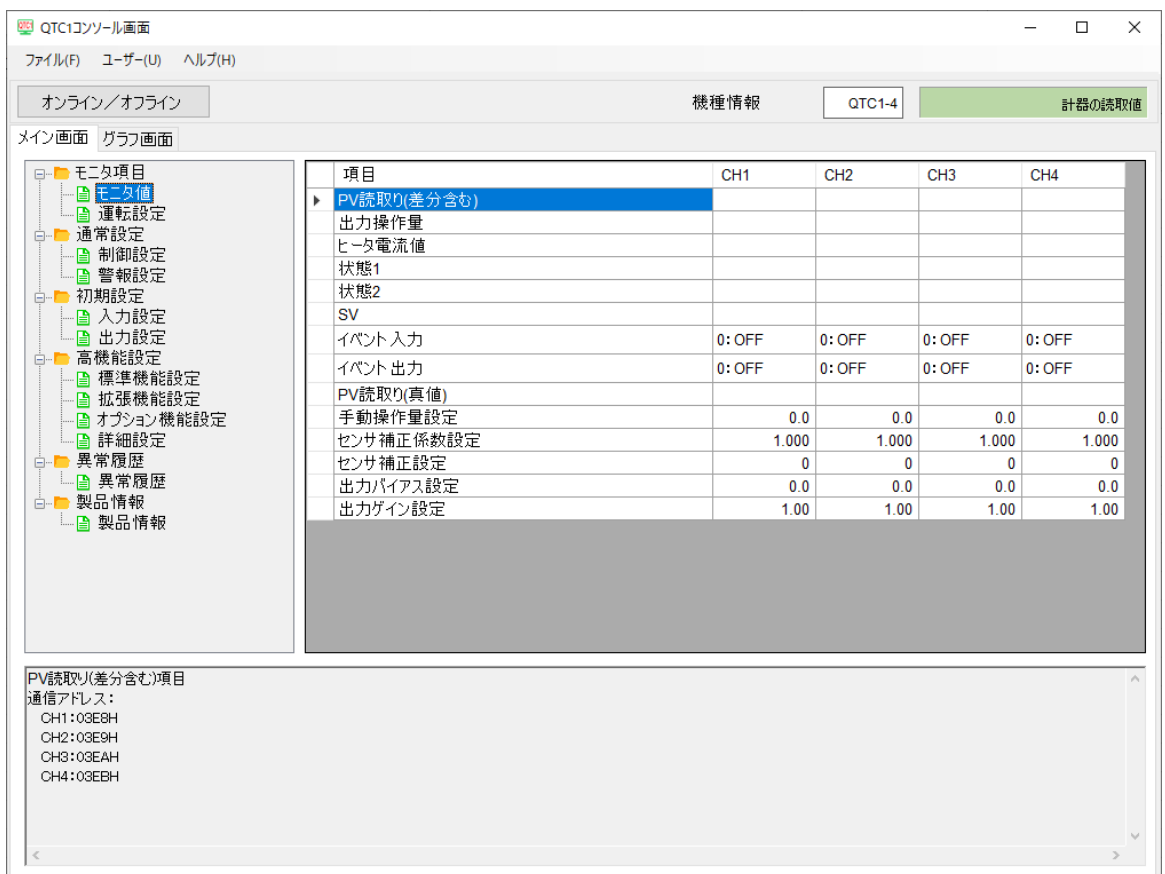 QTC1コンソール画面
ファイル(F) ユーザー(U) ヘルプ(H)
オンライン／オフライン 機種情報 QTC1-4 計器の読取値
メイン画面 グラフ画面
モニタ項目
モニタ値
運転設定
通常設定
制御設定
警報設定
初期設定
入力設定
出力設定
高機能設定
標準機能設定
拡張機能設定
オプション機能設定
詳細設定
異常履歴
異常履歴
製品情報
製品情報
項目 CH1 CH2 CH3 CH4
PV読取り(差分含む)
出力操作量
ヒータ電流値
状態1
状態2
SV
イベント入力 0: OFF 0: OFF 0: OFF 0: OFF
イベント出力 0: OFF 0: OFF 0: OFF 0: OFF
PV読取り(真値)
手動操作量設定 0.0 0.0 0.0 0.0
センサ補正係数設定 1.000 1.000 1.000 1.000
センサ補正設定 0 0 0 0
出力バイアス設定 0.0 0.0 0.0 0.0
出力ゲイン設定 1.00 1.00 1.00 1.00
PV読取り(差分含む)項目
通信アドレス：
CH1:03E8H
CH2:03E9H
CH3:03EAH
CH4:03EBH